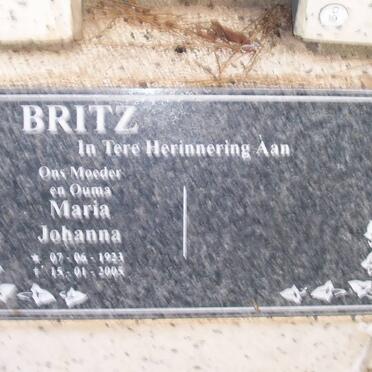 BRITZ
In Tere Herinnering Aan
Ons Moeder
en Ouma
Maria
Johanna
* 07-06-1923
† 15-01-2005